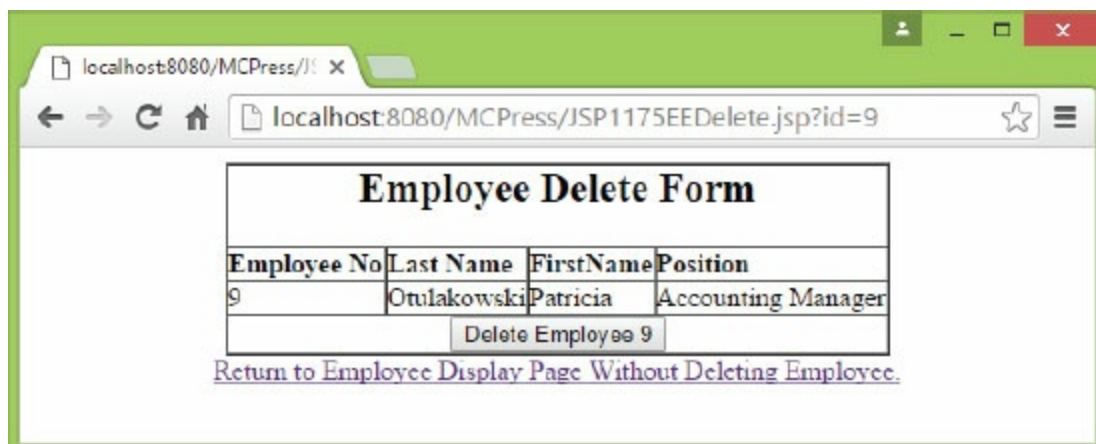 localhost:8080/MCPress/JS
localhost:8080/MCPress/JSP1175EEDelete.jsp?id=9
Employee Delete Form
Employee No Last Name FirstName Position
9 Otulakowski Patricia Accounting Manager
Delete Employee 9
Return to Employee Display Page Without Deleting Employee.